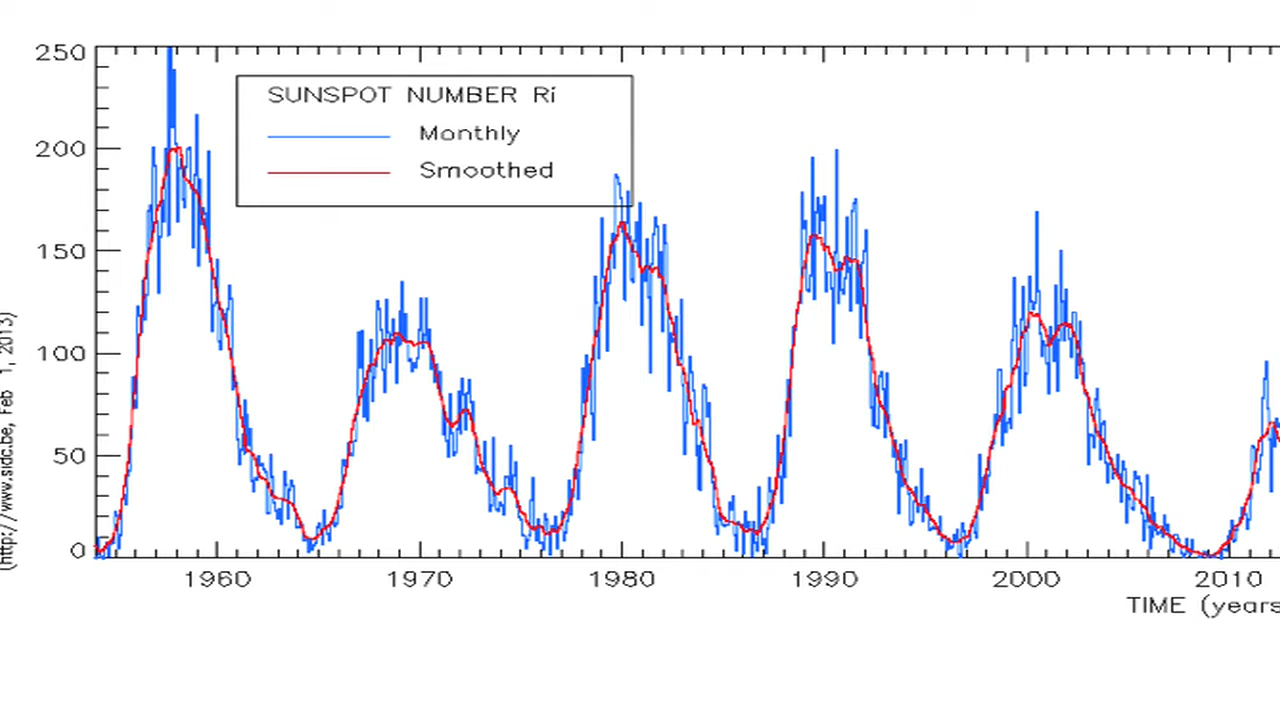 250
200
150
100
50
0
SUNSPOT NUMBER Ri
Monthly
Smoothed
1960 1970 1980 1990 2000 2010
TIME (years
(http://www.sidc.be, Feb 1, 2013)